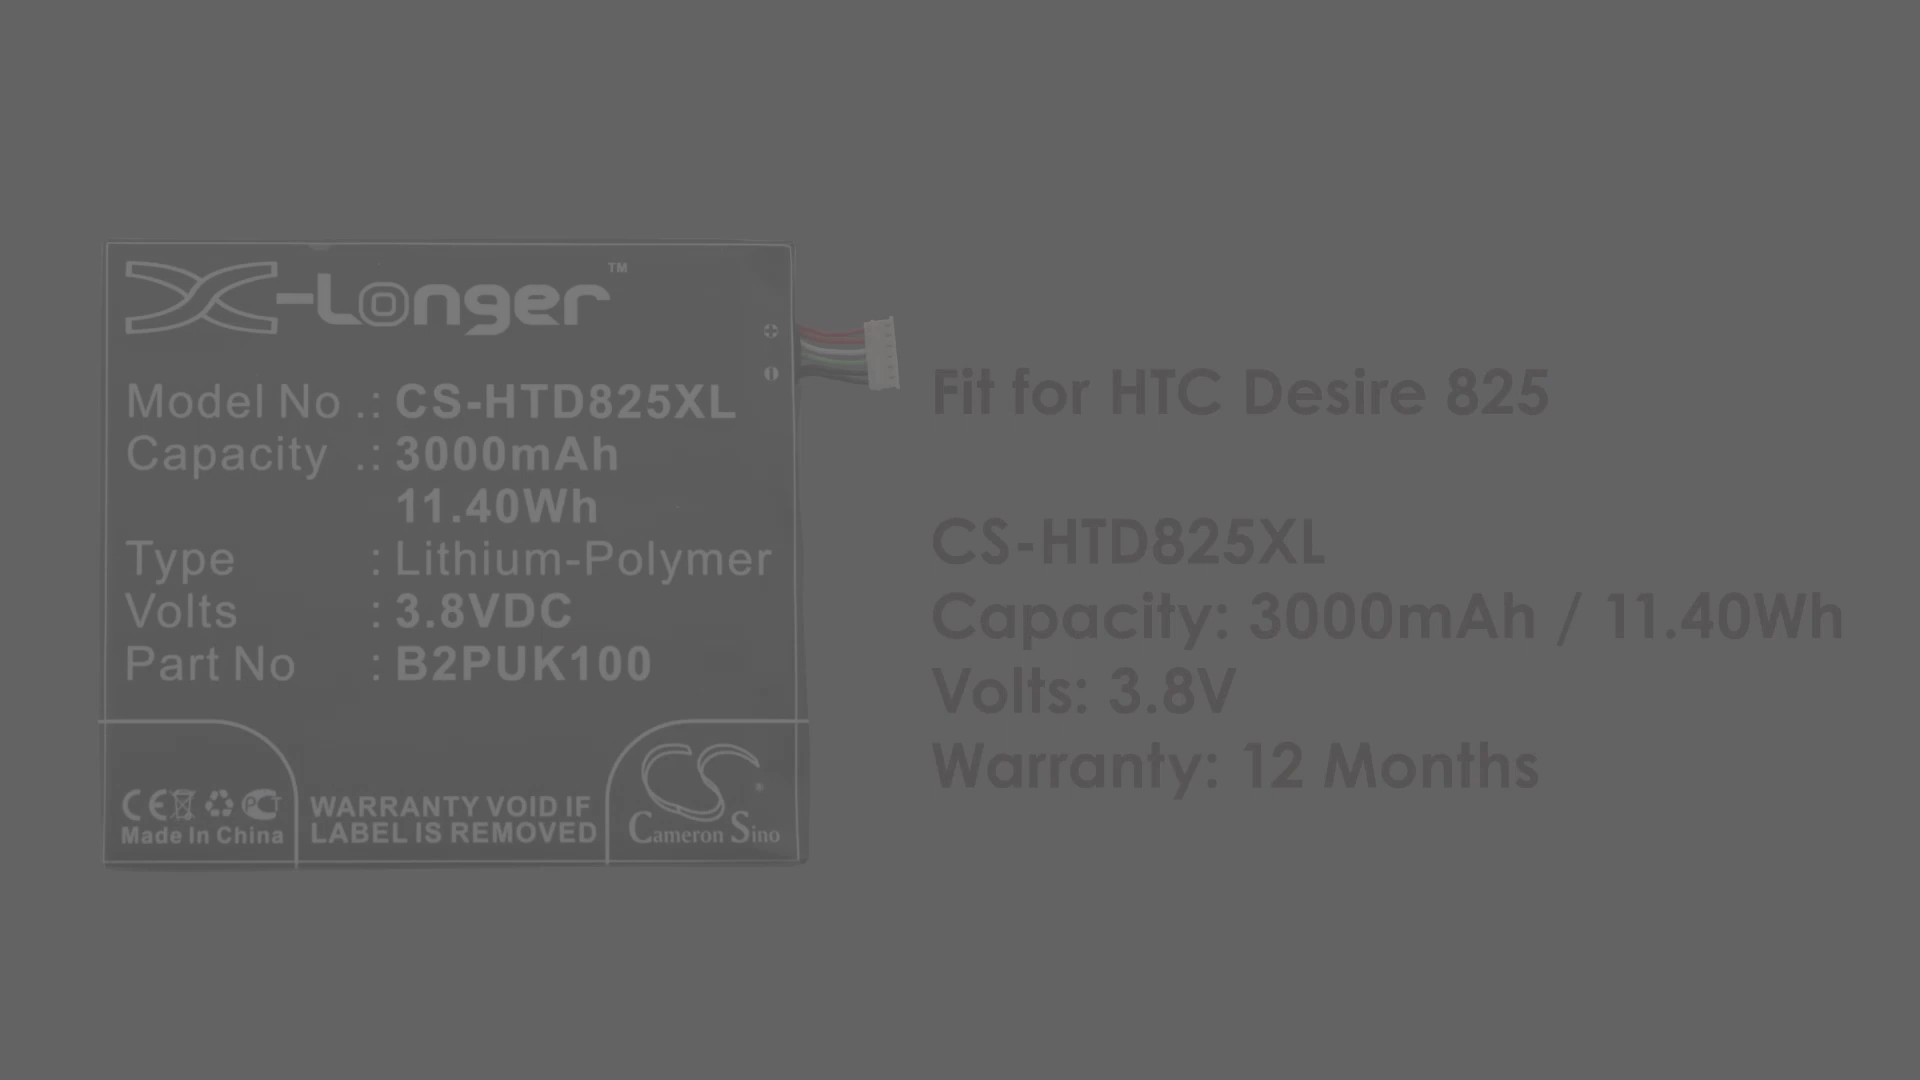 X-Longer™
Model No .: CS-HTD825XL
Capacity .: 3000mAh
11.40Wh
Type : Lithium-Polymer
Volts : 3.8VDC
Part No : B2PUK100
CE PCT
Made In China
WARRANTY VOID IF
LABEL IS REMOVED
CS
Cameron Sino
Fit for HTC Desire 825
CS-HTD825XL
Capacity: 3000mAh / 11.40Wh
Volts: 3.8V
Warranty: 12 Months